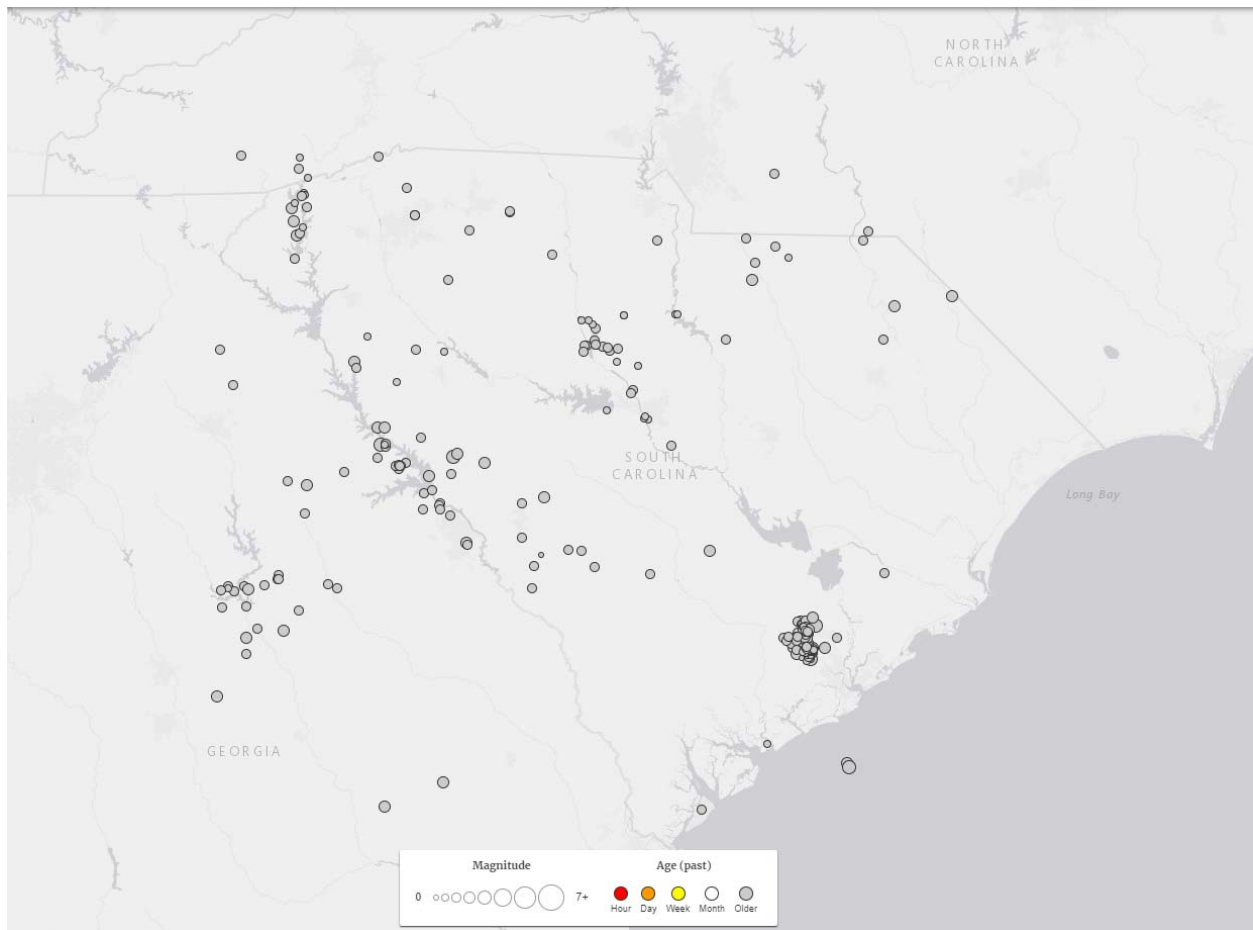 NORTH
CAROLINA
SOUTH
CAROLINA
Long Bay
GEORGIA
Magnitude
0
7+
Age (past)
Hour
Day
Week
Month
Older